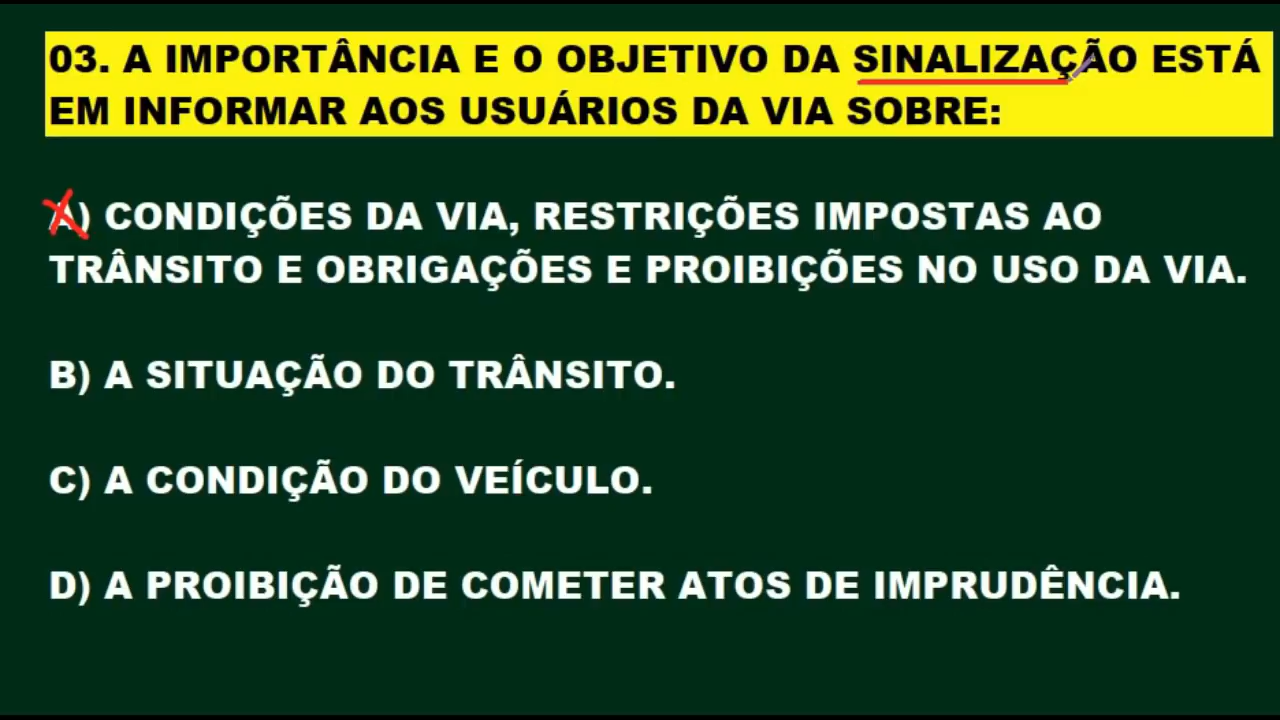 03. A IMPORTÂNCIA E O OBJETIVO DA SINALIZAÇÃO ESTÁ
EM INFORMAR AOS USUÁRIOS DA VIA SOBRE:
A) CONDIÇÕES DA VIA, RESTRIÇÕES IMPOSTAS AO
TRÂNSITO E OBRIGAÇÕES E PROIBIÇÕES NO USO DA VIA.
B) A SITUAÇÃO DO TRÂNSITO.
C) A CONDIÇÃO DO VEÍCULO.
D) A PROIBIÇÃO DE COMETER ATOS DE IMPRUDÊNCIA.